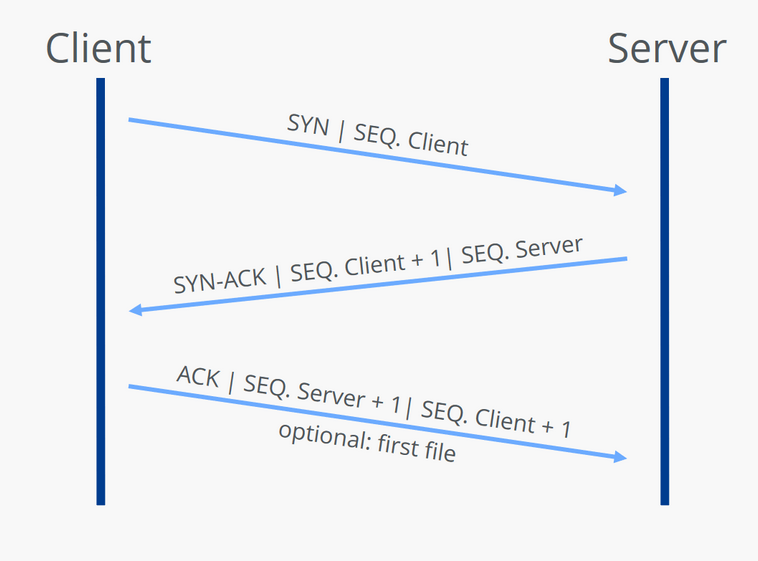 Client
Server
SYN | SEQ. Client
SYN-ACK | SEQ. Client + 1| SEQ. Server
ACK | SEQ. Server + 1| SEQ. Client + 1
optional: first file